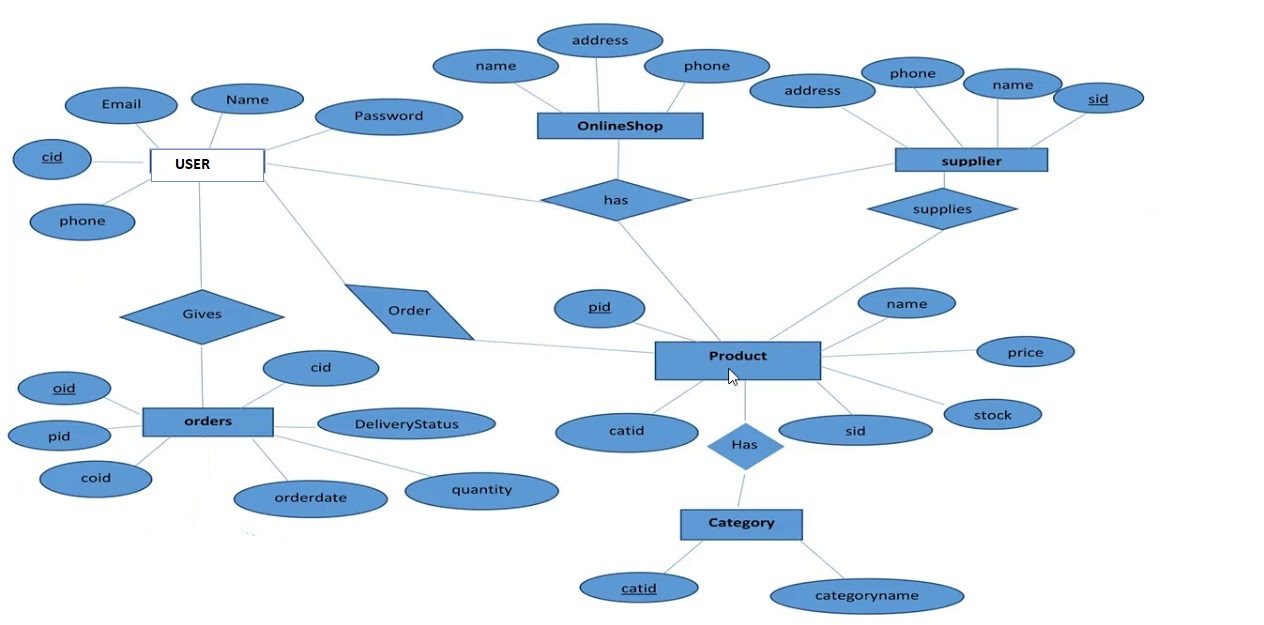 address
name
phone
OnlineShop
address
phone
name
sid
supplier
Email
Name
Password
cid
USER
phone
has
supplies
Gives
Order
pid
name
Product
price
stock
catid
sid
Has
cid
oid
orders
DeliveryStatus
pid
coid
orderdate
quantity
Category
catid
categoryname